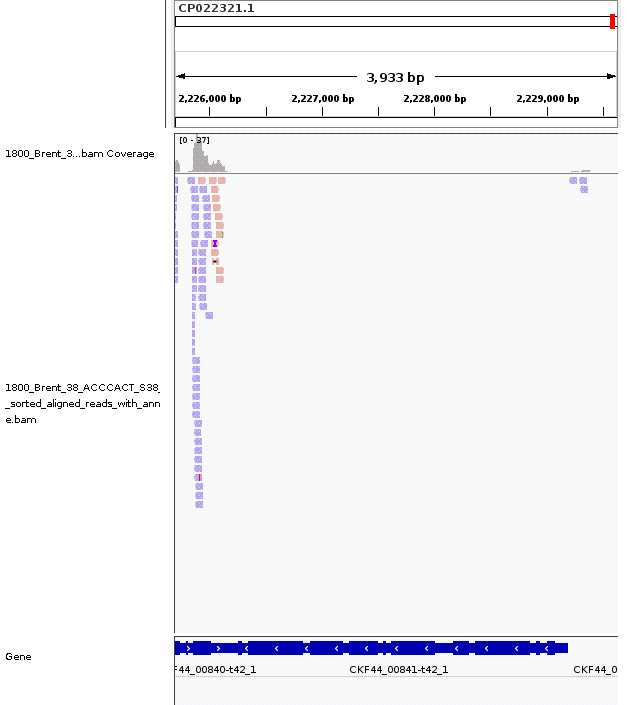 CP022321.1
3,933 bp
2,226,000 bp 2,227,000 bp 2,228,000 bp 2,229,000 bp
[0 - 37]
1800_Brent_3...bam Coverage
1800_Brent_38_ACCCACT_S38_
_sorted_aligned_reads_with_ann
e.bam
Gene
F44_00840-t42_1 CKF44_00841-t42_1 CKF44_0